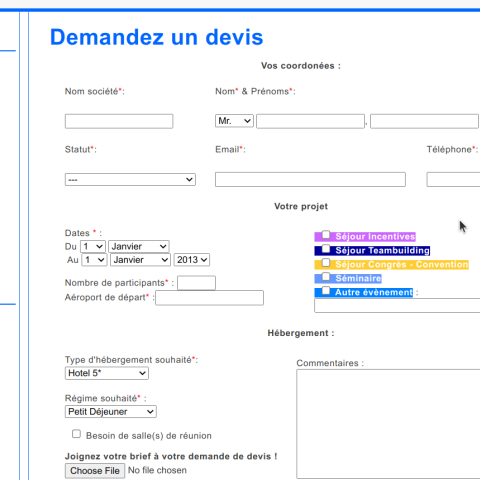 Demandez un devis
Vos coordonées :
Nom société*: Nom* & Prénoms*:
Mr. ,
Statut*: Email*: Téléphone*:
---
Votre projet
Dates * :
Du 1 Janvier
Au 1 Janvier 2013
Nombre de participants* :
Aéroport de départ* :
Séjour Incentives
Séjour Teambuilding
Séjour Congrés - Convention
Séminaire
Autre évènement :
Hébergement :
Type d'hébergement souhaité*:
Hotel 5*
Régime souhaité* :
Petit Déjeuner
Besoin de salle(s) de réunion
Commentaires :
Joignez votre brief à votre demande de devis !
Choose File No file chosen